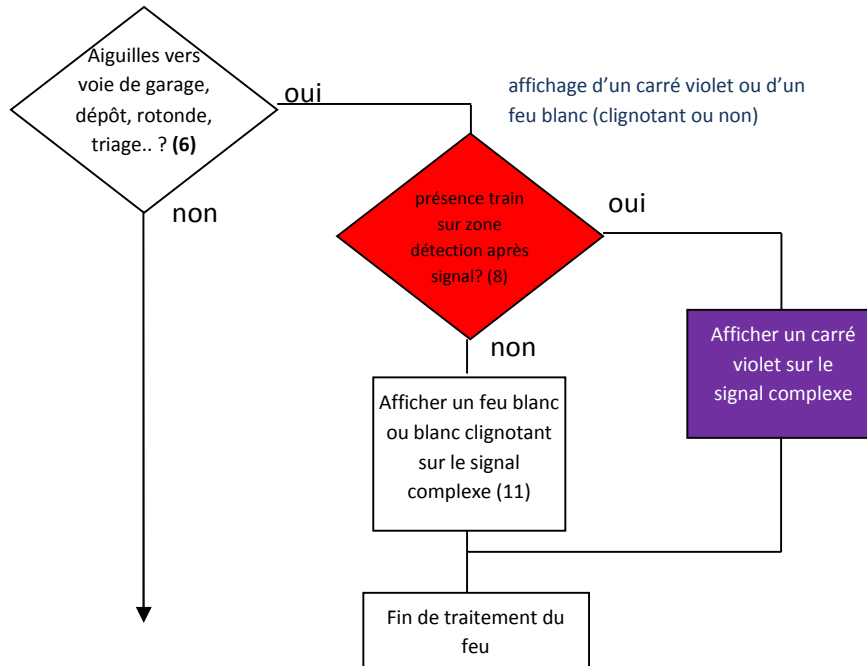 Aiguilles vers
voie de garage,
dépôt, rotonde,
triage.. ? (6)
oui
non
affichage d'un carré violet ou d'un
feu blanc (clignotant ou non)
présence train
sur zone
détection après
signal? (8)
oui
non
Afficher un carré
violet sur le
signal complexe
Afficher un feu blanc
ou blanc clignotant
sur le signal
complexe (11)
Fin de traitement du
feu